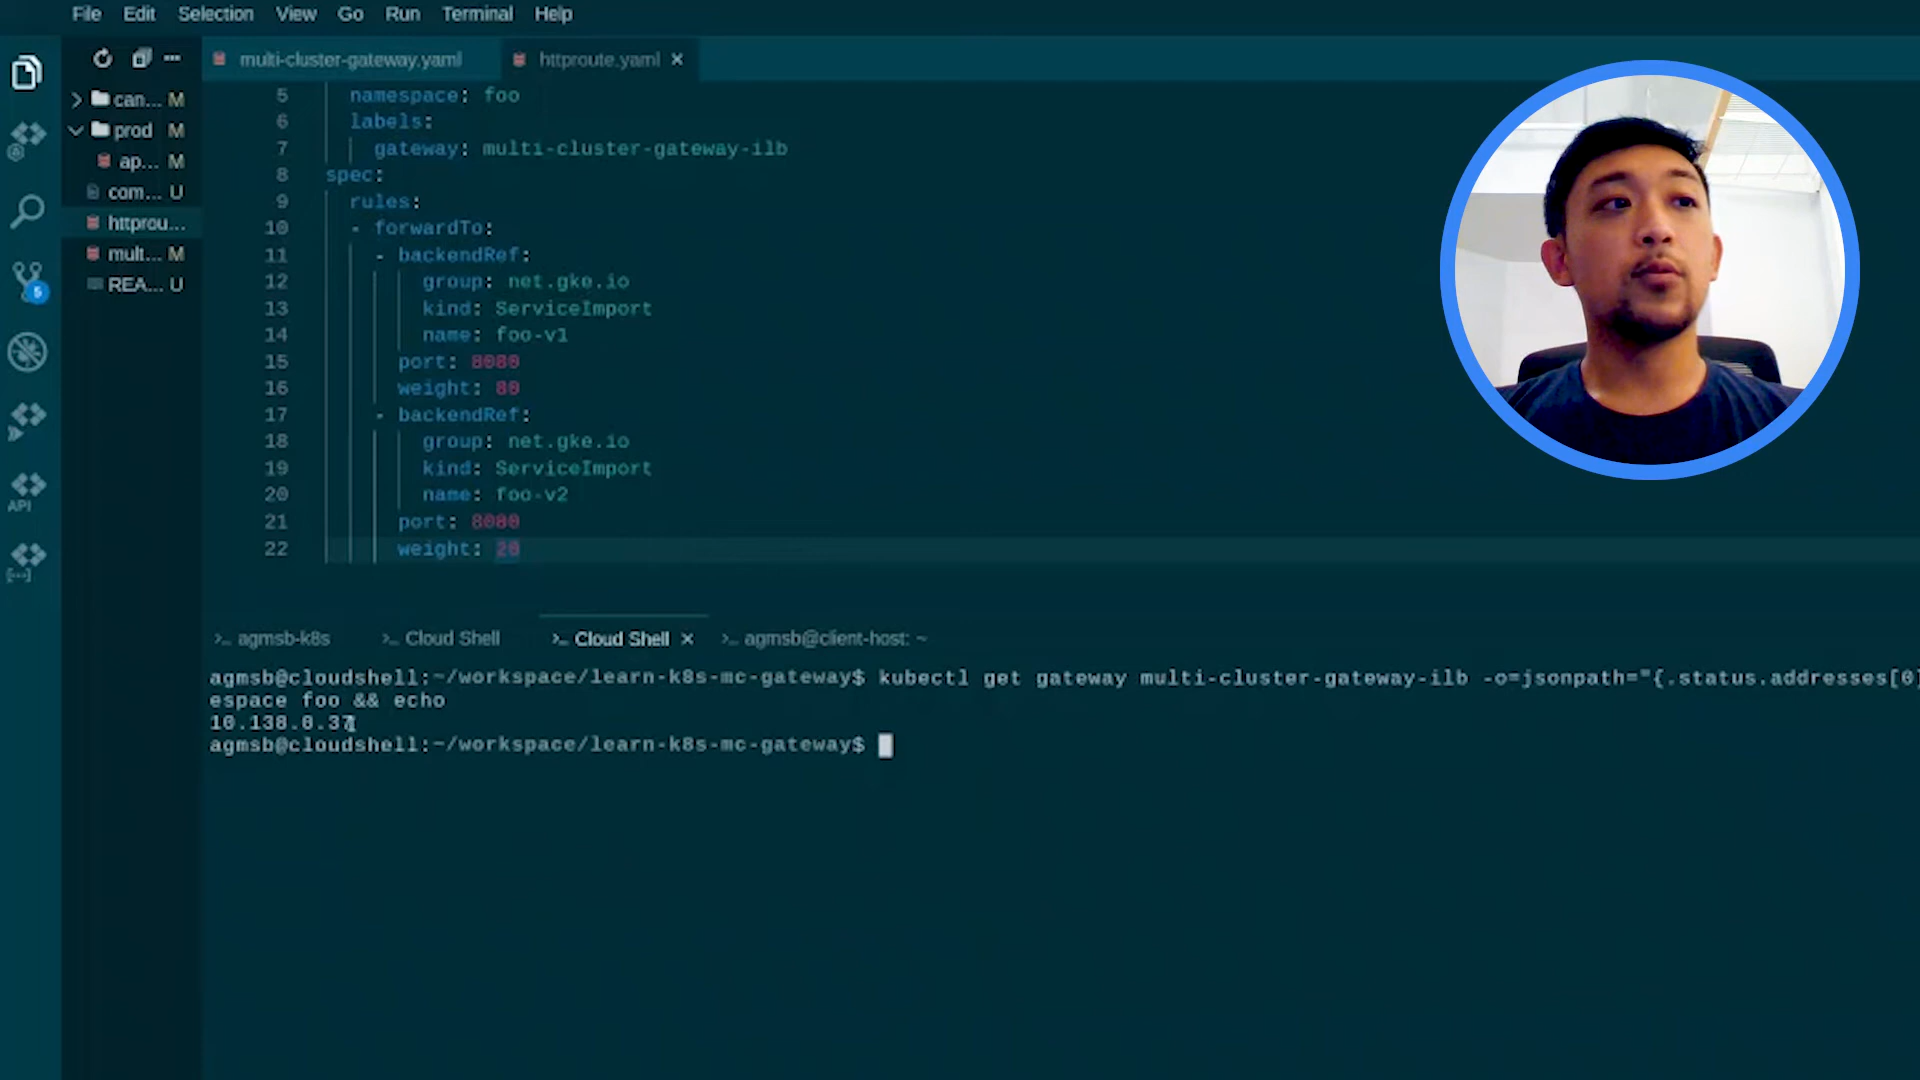 File Edit Selection View Go Run Terminal Help
multi-cluster-gateway.yaml httproute.yaml ×
can... M
prod M
ap... M
com... U
httprou...
mult... M
REA... U
5
API
5 namespace: foo
6 labels:
7 gateway: multi-cluster-gateway-ilb
8 spec:
9 rules:
10 - forwardTo:
11 - backendRef:
12 group: net.gke.io
13 kind: ServiceImport
14 name: foo-v1
15 port: 8080
16 weight: 80
17 - backendRef:
18 group: net.gke.io
19 kind: ServiceImport
20 name: foo-v2
21 port: 8080
22 weight: 20
>_ agmsb-k8s >_ Cloud Shell >_ Cloud Shell × >_ agmsb@client-host: ~
agmsb@cloudshell:~/workspace/learn-k8s-mc-gateway$ kubectl get gateway multi-cluster-gateway-ilb -o=jsonpath="{.status.addresses[0]
espace foo && echo
10.138.0.37
agmsb@cloudshell:~/workspace/learn-k8s-mc-gateway$